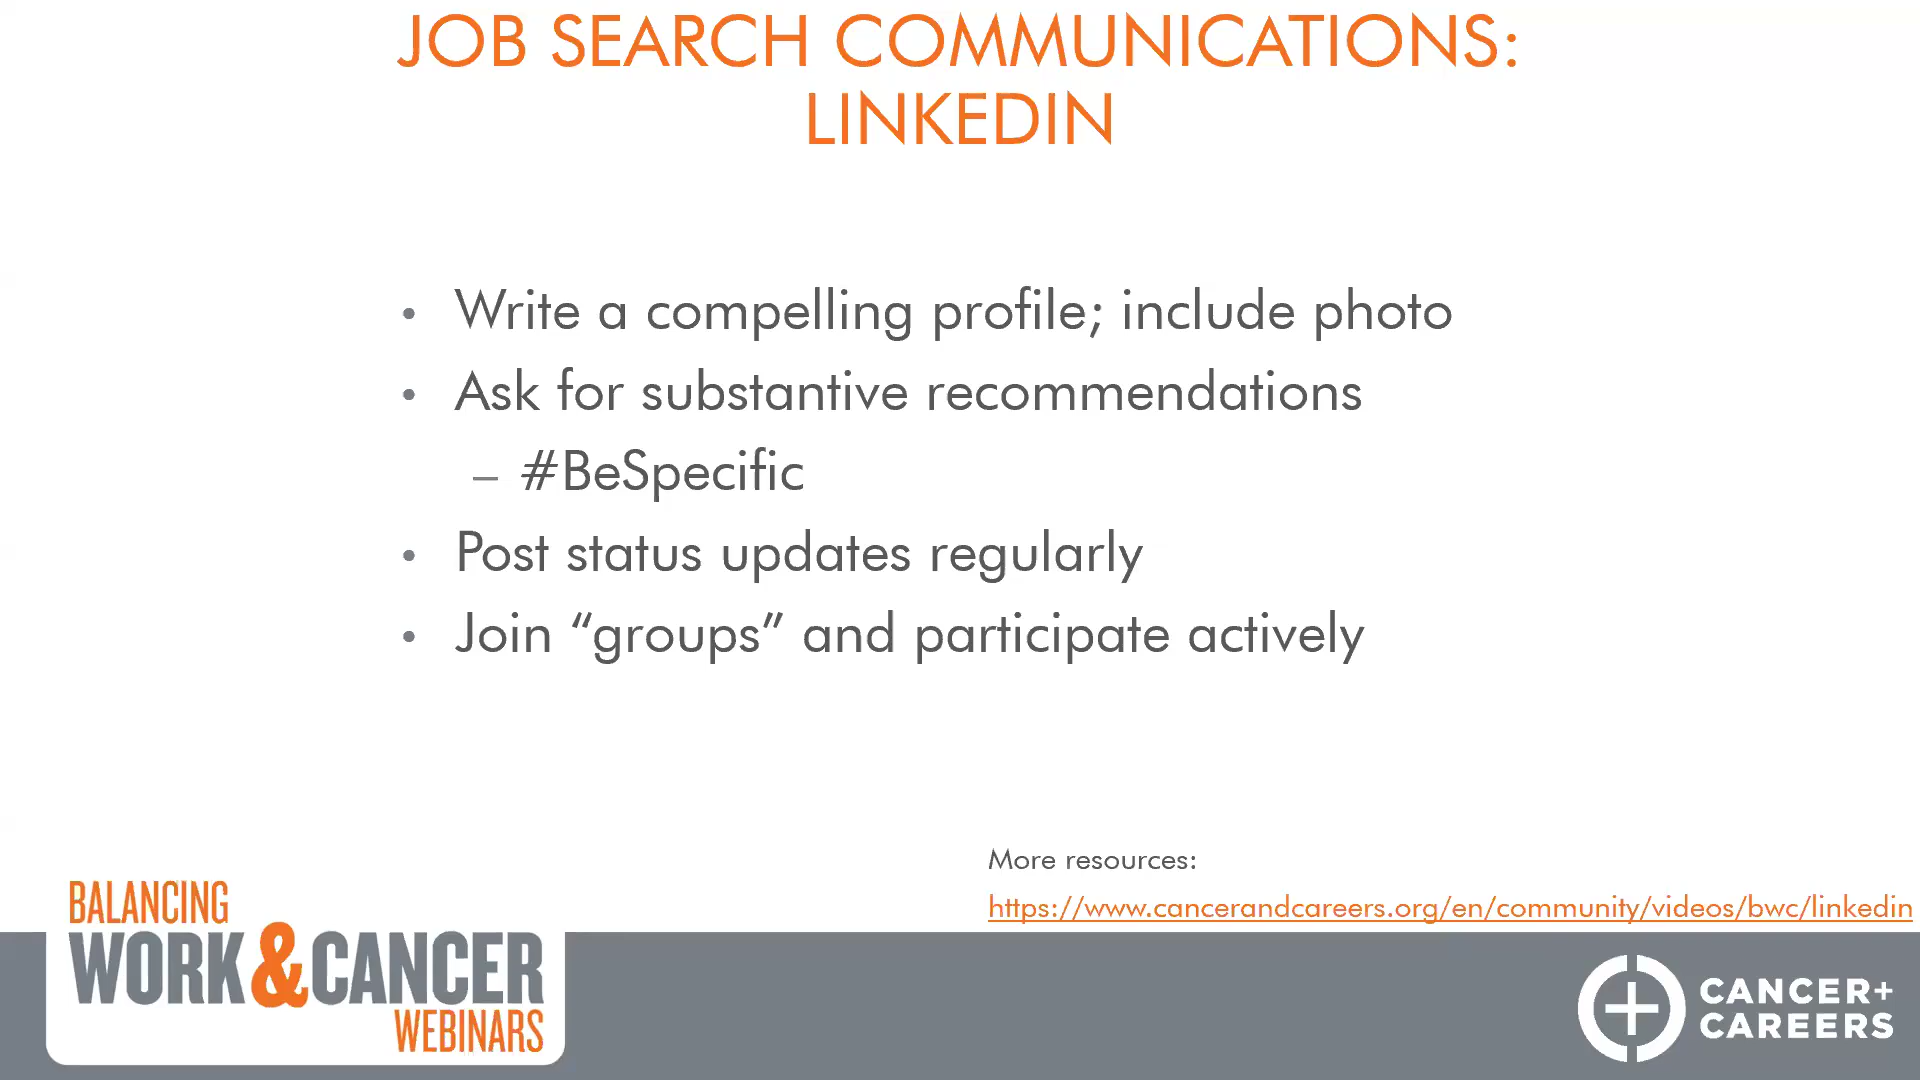 JOB SEARCH COMMUNICATIONS:
LINKEDIN
• Write a compelling profile; include photo
• Ask for substantive recommendations
– #BeSpecific
• Post status updates regularly
• Join “groups” and participate actively
More resources:
https://www.cancerandcareers.org/en/community/videos/bwc/linkedin
BALANCING
WORK&CANCER
WEBINARS
CANCER+
CAREERS